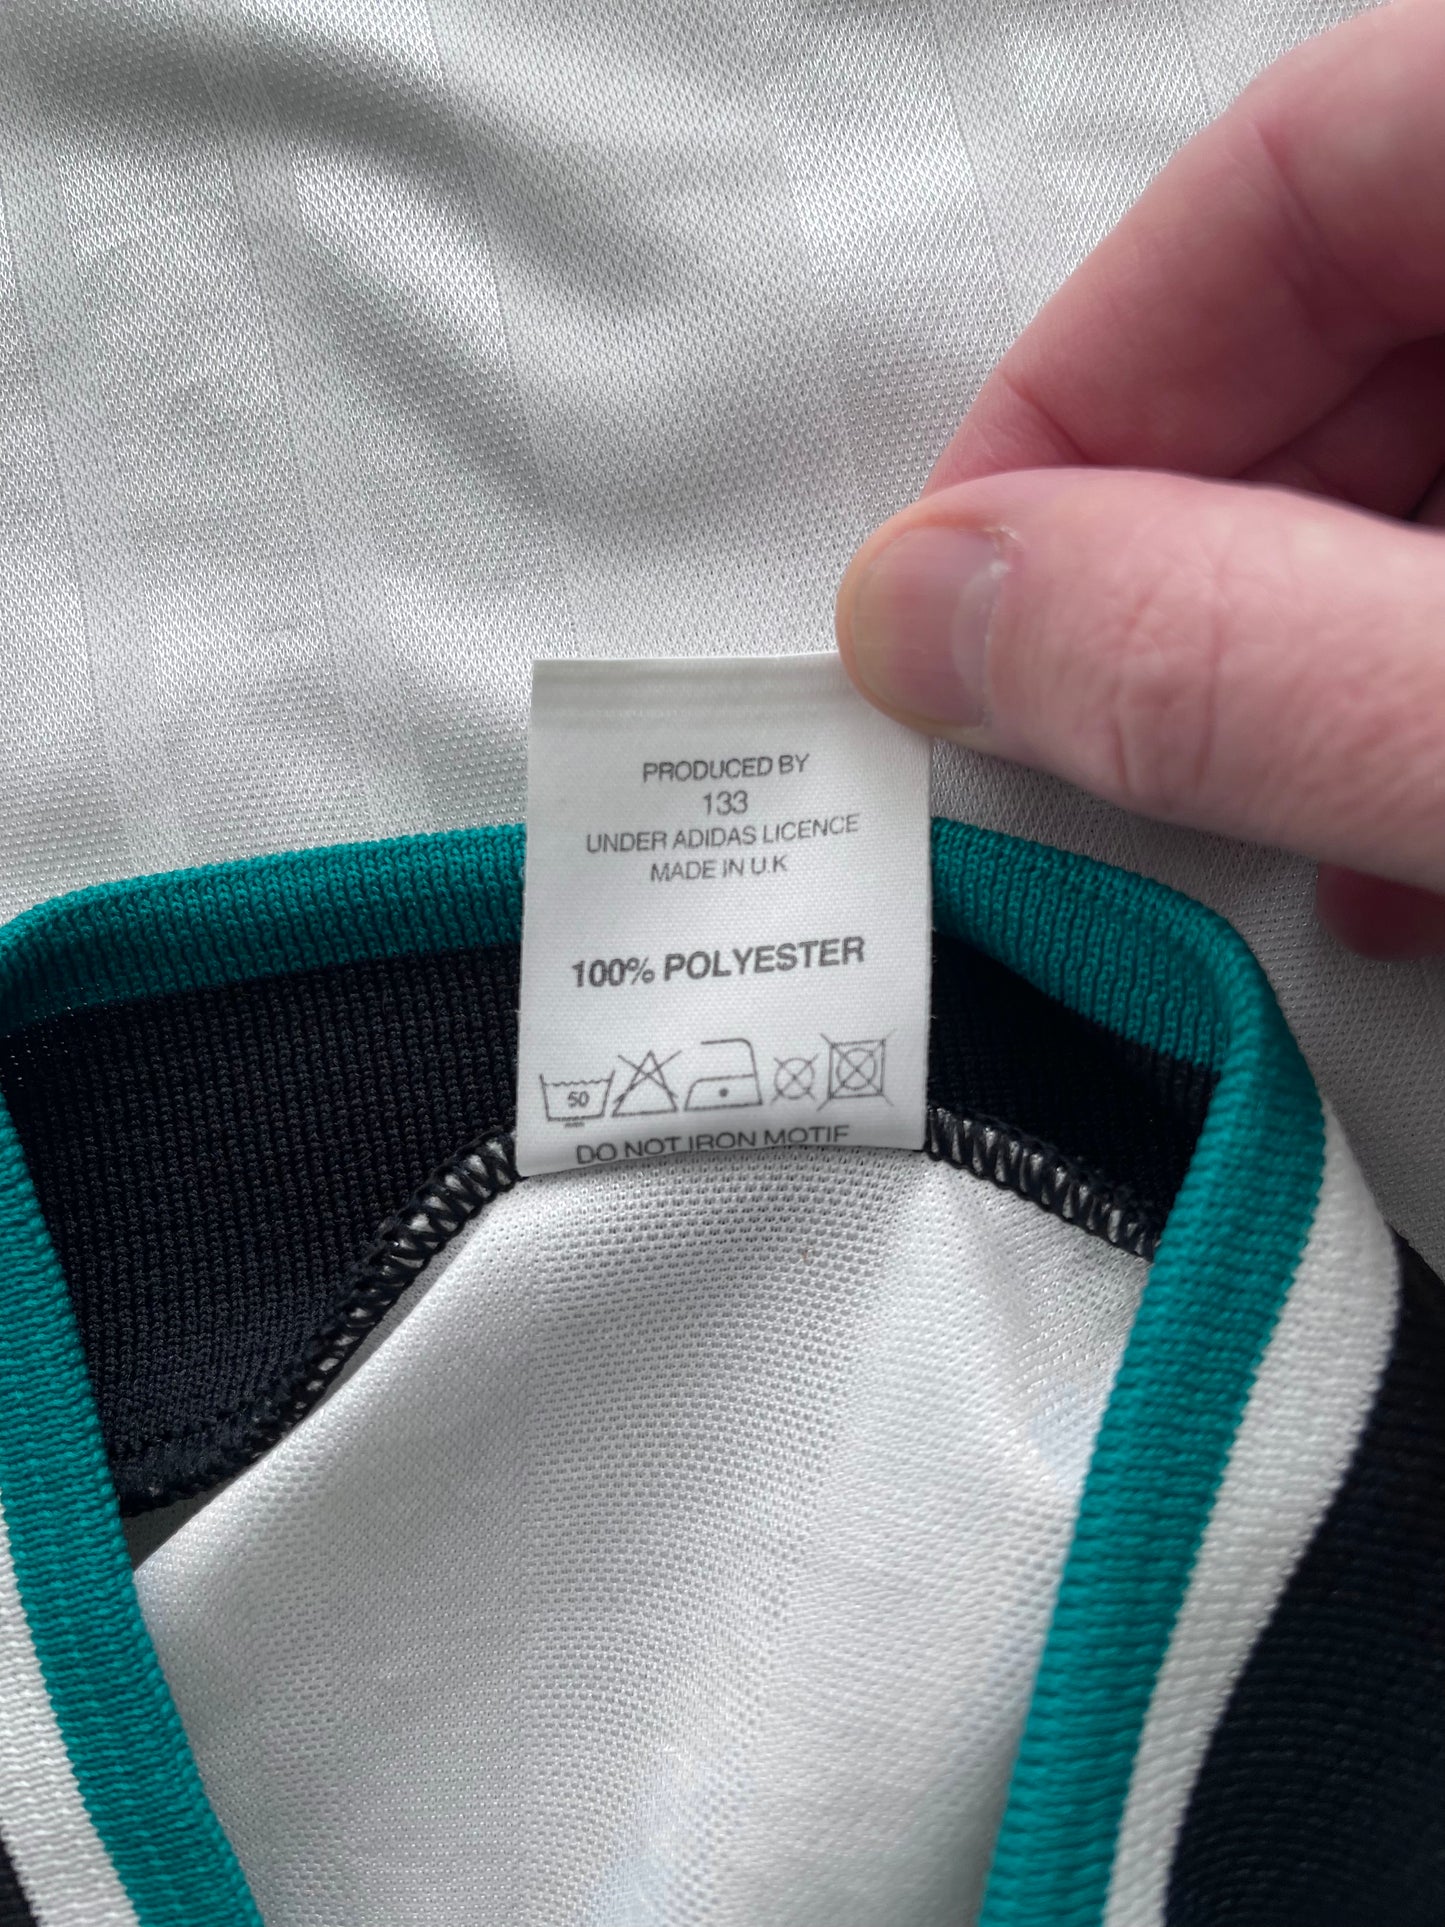 PRODUCED BY
133
UNDER ADIDAS LICENCE
MADE IN U.K
100% POLYESTER
50
DO NOT IRON MOTIF